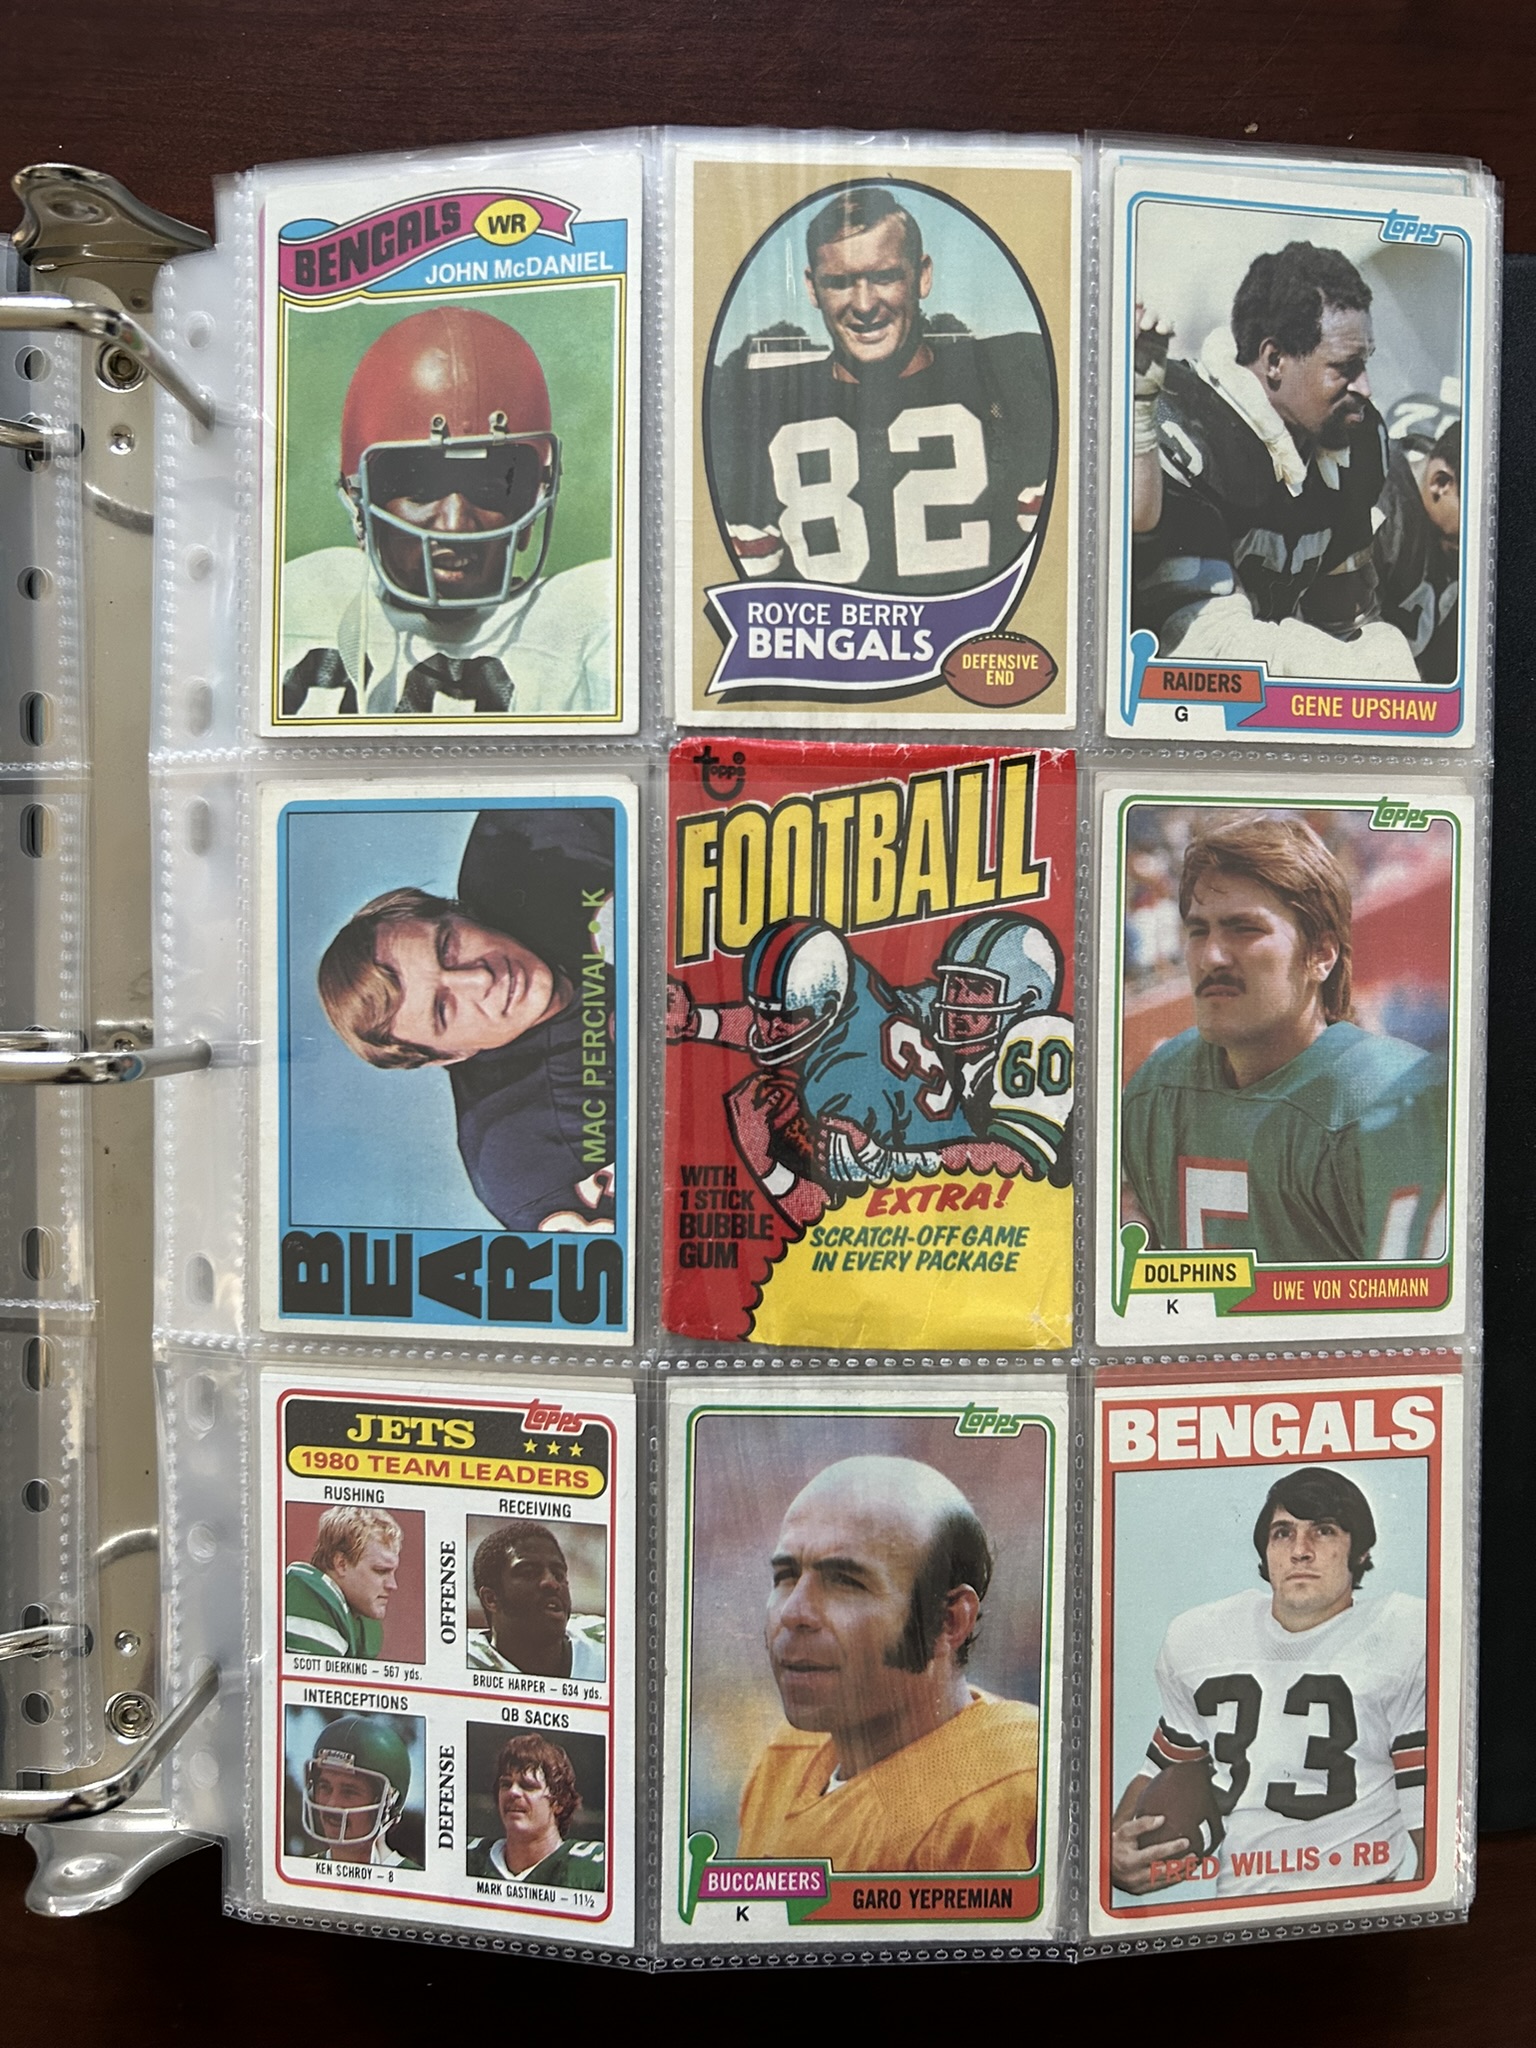 BENGALS WR
JOHN McDANIEL
82
ROYCE BERRY
BENGALS
DEFENSIVE
END
topps
RAIDERS
G
GENE UPSHAW
MAC PERCIVAL • K
BEARS
topps
FOOTBALL
60
WITH
1 STICK
BUBBLE
GUM
EXTRA!
SCRATCH-OFF GAME
IN EVERY PACKAGE
topps
DOLPHINS
K
UWE VON SCHAMANN
topps
JETS
1980 TEAM LEADERS
RUSHING
RECEIVING
OFFENSE
SCOTT DIERKING – 567 yds.
BRUCE HARPER – 634 yds.
INTERCEPTIONS
QB SACKS
DEFENSE
KEN SCHROY – 8
MARK GASTINEAU – 11½
topps
BUCCANEERS
K
GARO YEPREMIAN
BENGALS
33
FRED WILLIS • RB